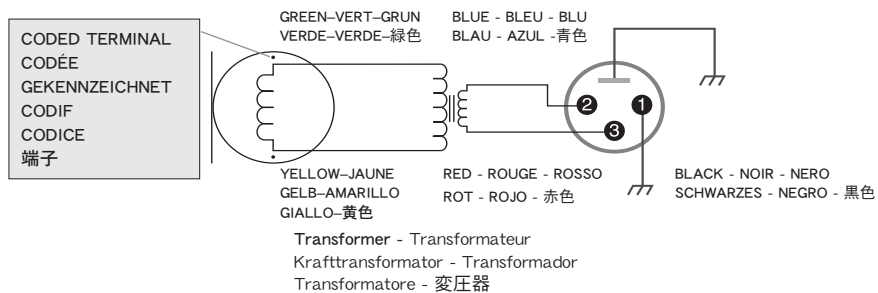 GREEN–VERT–GRUN
VERDE–VERDE–緑色
BLUE - BLEU - BLU
BLAU - AZUL -青色
CODED TERMINAL
CODÉE
GEKENNZEICHNET
CODIF
CODICE
端子
2
1
3
YELLOW–JAUNE
GELB–AMARILLO
GIALLO–黄色
RED - ROUGE - ROSSO
ROT - ROJO - 赤色
BLACK - NOIR - NERO
SCHWARZES - NEGRO - 黒色
Transformer - Transformateur
Krafttransformator - Transformador
Transformatore - 変圧器